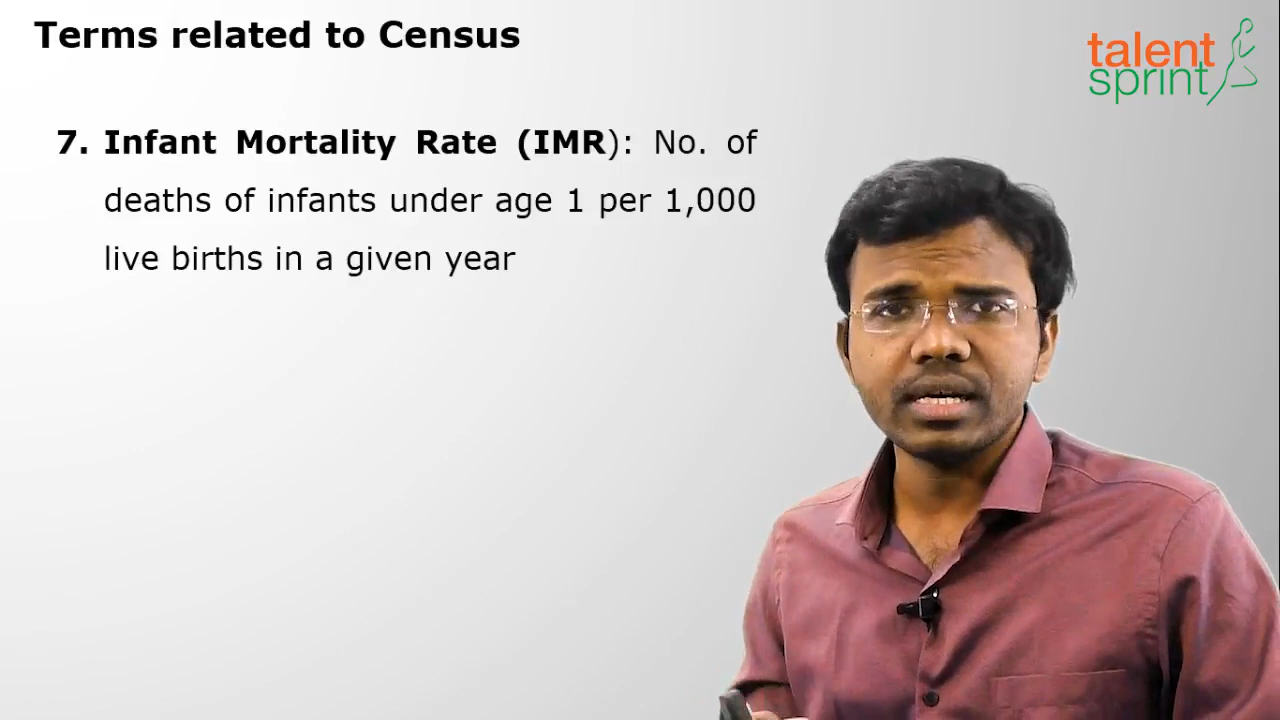 Terms related to Census
talent
sprint
7. Infant Mortality Rate (IMR): No. of
deaths of infants under age 1 per 1,000
live births in a given year